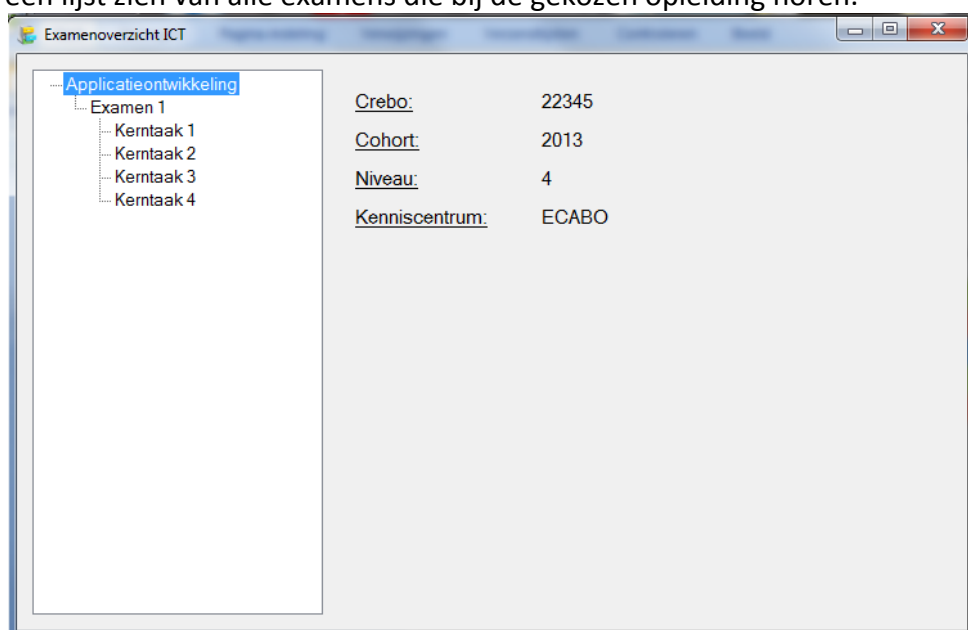 een lijst zien van alle examens die bij de gekozen opleiding horen.
Examenoverzicht ICT
Applicatieontwikkeling
Examen 1
Kerntaak 1
Kerntaak 2
Kerntaak 3
Kerntaak 4
Crebo: 22345
Cohort: 2013
Niveau: 4
Kenniscentrum: ECABO